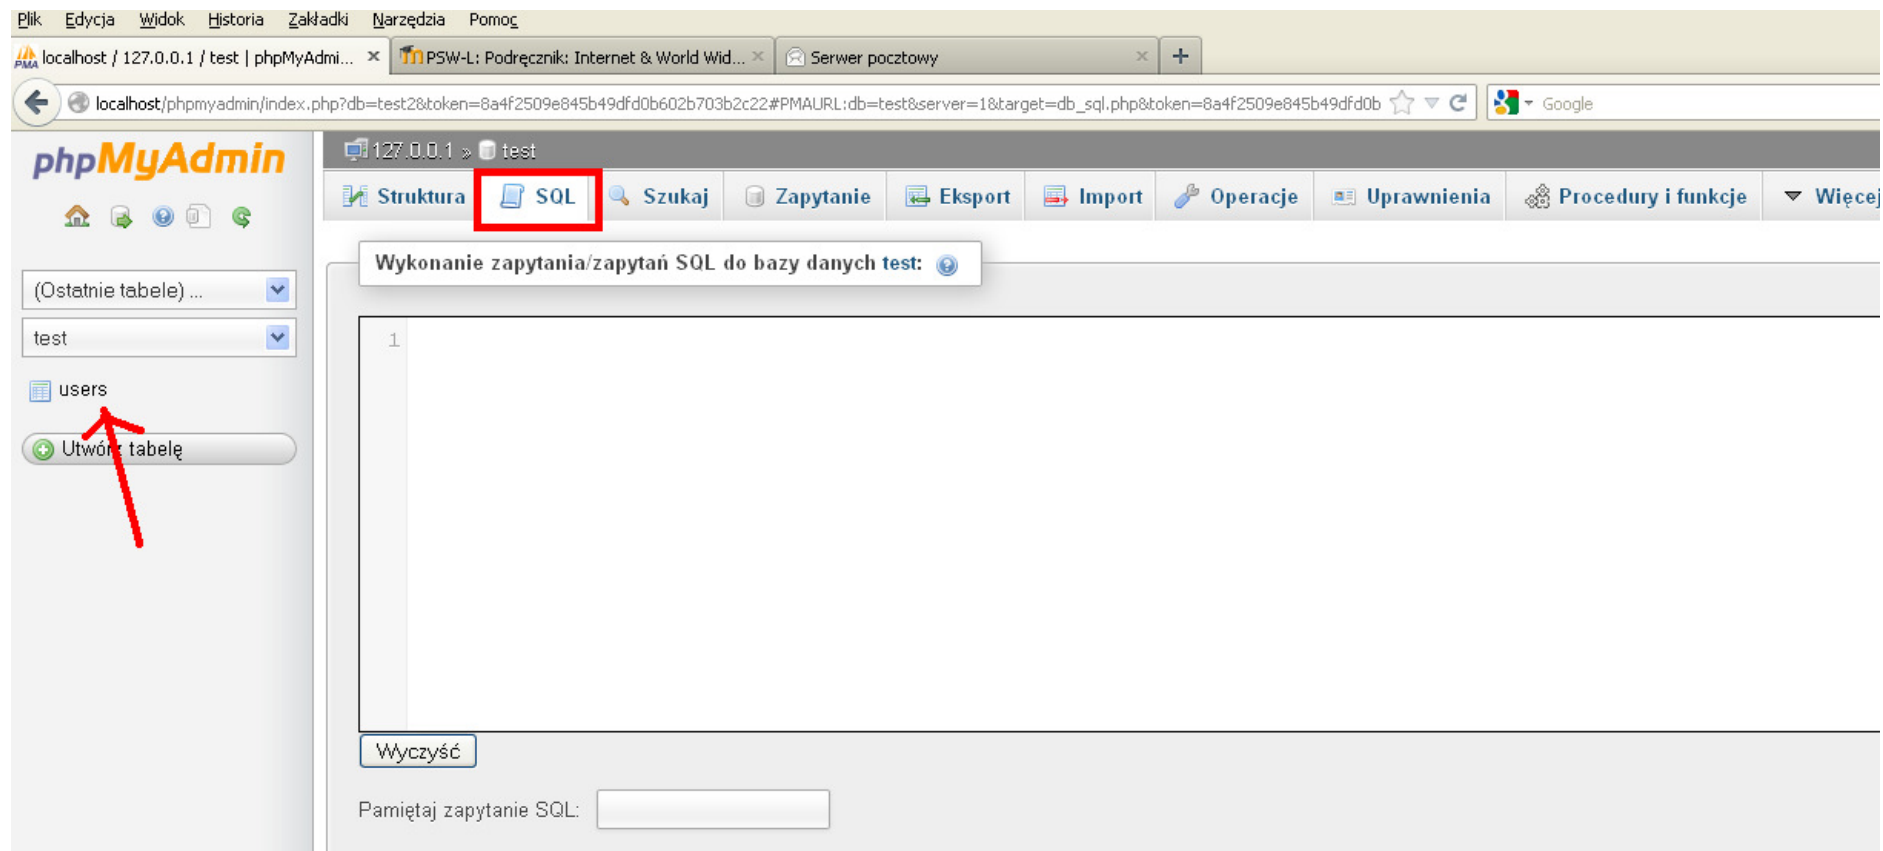 Plik Edycja Widok Historia Zakładki Narzędzia Pomoc
localhost / 127.0.0.1 / test | phpMyAdmi... × PSW-L: Podręcznik: Internet & World Wid... × Serwer pocztowy × +
localhost/phpmyadmin/index.php?db=test2&token=8a4f2509e845b49dfd0b602b703b2c22#PMAURL:db=test&server=1&target=db_sql.php&token=8a4f2509e845b49dfd0b Google
phpMyAdmin
127.0.0.1 » test
Struktura SQL Szukaj Zapytanie Eksport Import Operacje Uprawnienia Procedury i funkcje Więcej
Wykonanie zapytania/zapytań SQL do bazy danych test:
(Ostatnie tabele) ...
test
1
users
Utwórz tabelę
Wyczyść
Pamiętaj zapytanie SQL: